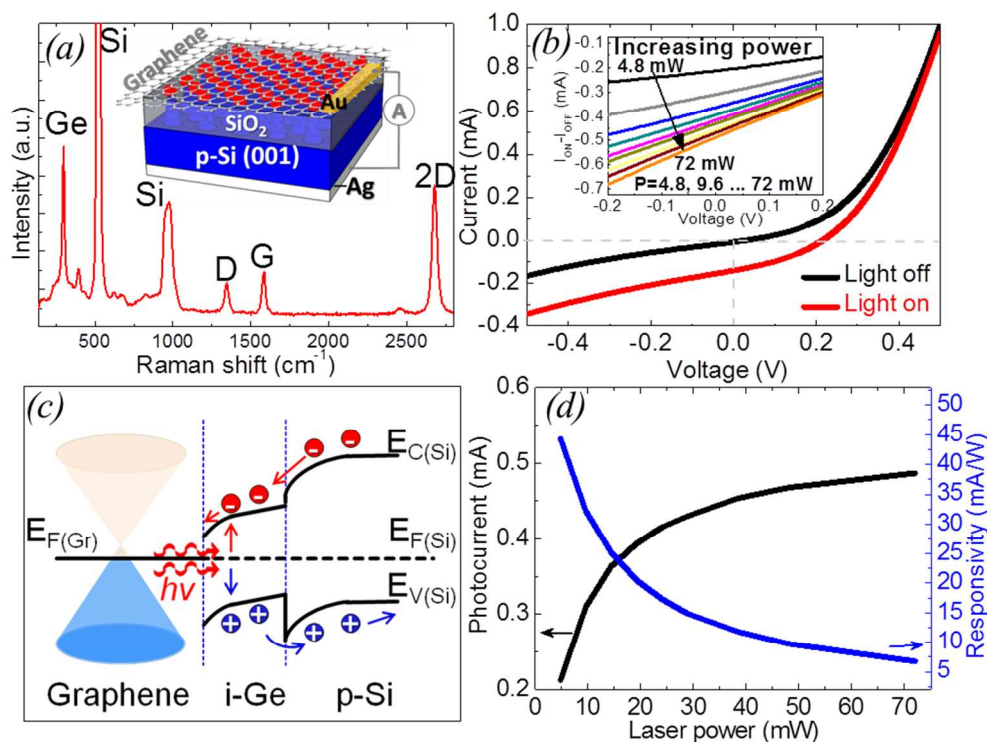 (a)
Intensity (a.u.)
Ge
Si
Si
D
G
2D
500 1000 1500 2000 2500
Raman shift (cm⁻¹)
Graphene
Au
A
SiO₂
p-Si (001)
Ag
(b)
Current (mA)
1.0
0.8
0.6
0.4
0.2
0.0
-0.2
-0.4
-0.4 -0.2 0.0 0.2 0.4
Voltage (V)
Light off
Light on
I_ON-I_OFF (mA)
-0.1
-0.2
-0.3
-0.4
-0.5
-0.6
-0.7
Increasing power
4.8 mW
72 mW
P=4.8, 9.6 ... 72 mW
-0.2 -0.1 0.0 0.1 0.2
Voltage (V)
(c)
E_C(Si)
E_F(Gr)
E_F(Si)
hν
E_V(Si)
Graphene
i-Ge
p-Si
(d)
Photocurrent (mA)
0.6
0.5
0.4
0.3
0.2
0 10 20 30 40 50 60 70
Laser power (mW)
50
45
40
35
30
25
20
15
10
5
Responsivity (mA/W)